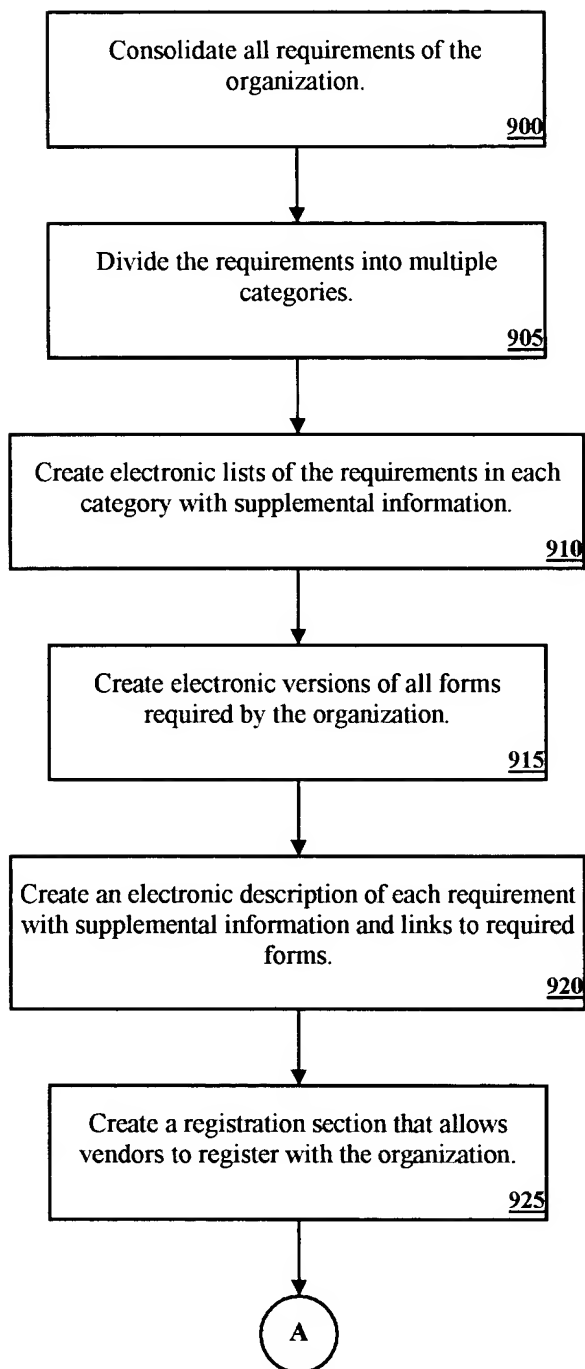 Consolidate all requirements of the
organization.
900
Divide the requirements into multiple
categories.
905
Create electronic lists of the requirements in each
category with supplemental information.
910
Create electronic versions of all forms
required by the organization.
915
Create an electronic description of each requirement
with supplemental information and links to required
forms.
920
Create a registration section that allows
vendors to register with the organization.
925
A